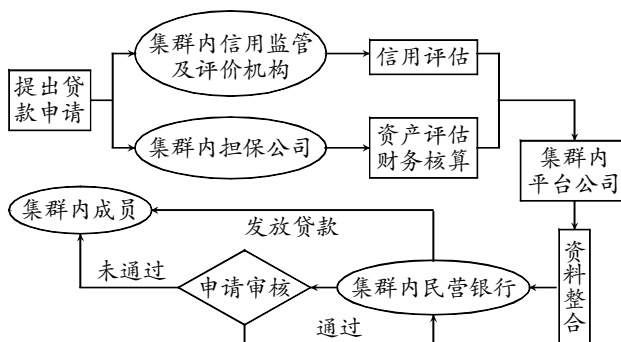 提出贷
款申请
集群内信用监管
及评价机构
信用评估
集群内担保公司
资产评估
财务核算
集群内
平台公司
资料整合
集群内民营银行
申请审核
通过
未通过
发放贷款
集群内成员